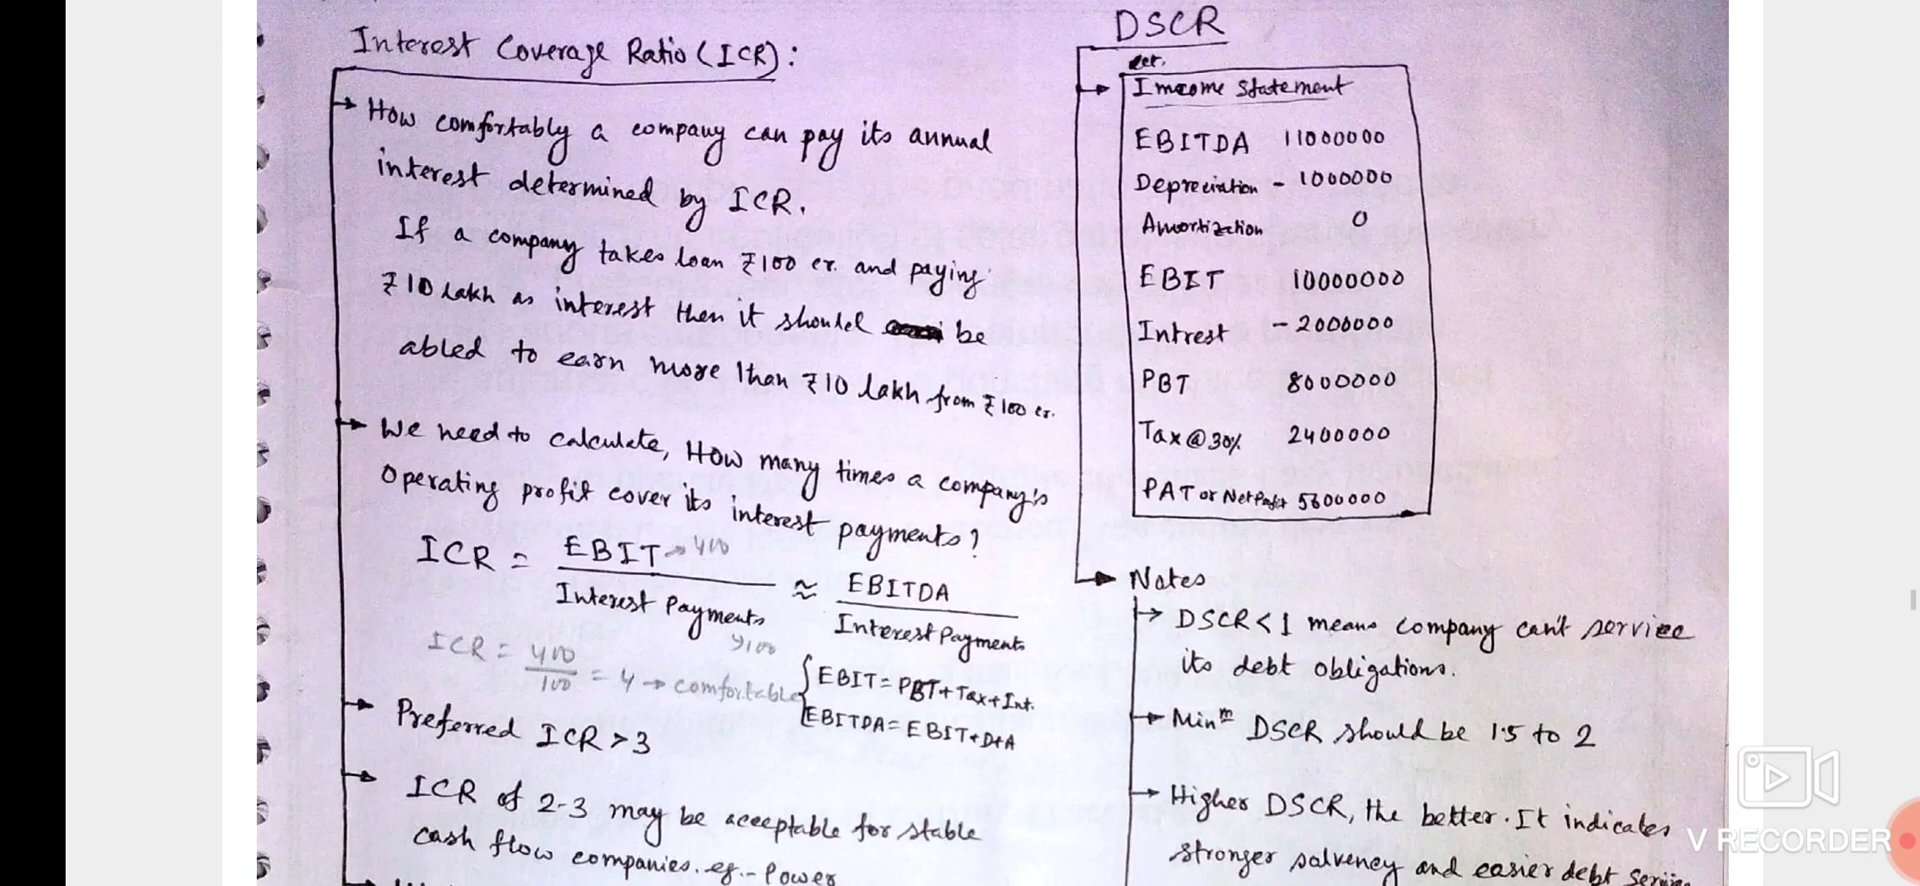 Interest Coverage Ratio (ICR):
→ How comfortably a company can pay its annual
interest determined by ICR.
If a company takes loan ₹100 cr. and paying
₹10 lakh as interest then it should be
abled to earn more than ₹10 lakh from ₹100 cr.
→ We need to calculate, How many times a company's
Operating profit cover its interest payments?
ICR = EBIT → 400 / Interest Payments → 100 ≈ EBITDA / Interest Payments
ICR = 400/100 = 4 → comfortable
{ EBIT = PBT + Tax + Int.
EBITDA = EBIT + D + A
→ Preferred ICR > 3
→ ICR of 2-3 may be acceptable for stable
cash flow companies. eg.- Power
DSCR
Let,
→ Income Statement
EBITDA 11000000
Depreciation - 1000000
Amortization 0
EBIT 10000000
Intrest - 2000000
PBT 8000000
Tax @ 30% 2400000
PAT or Net Profit 5600000
→ Notes
→ DSCR < 1 means company can't service
its debt obligations.
→ Minm DSCR should be 1.5 to 2
→ Higher DSCR, the better. It indicates
stronger salvency and easier debt
V RECORDER